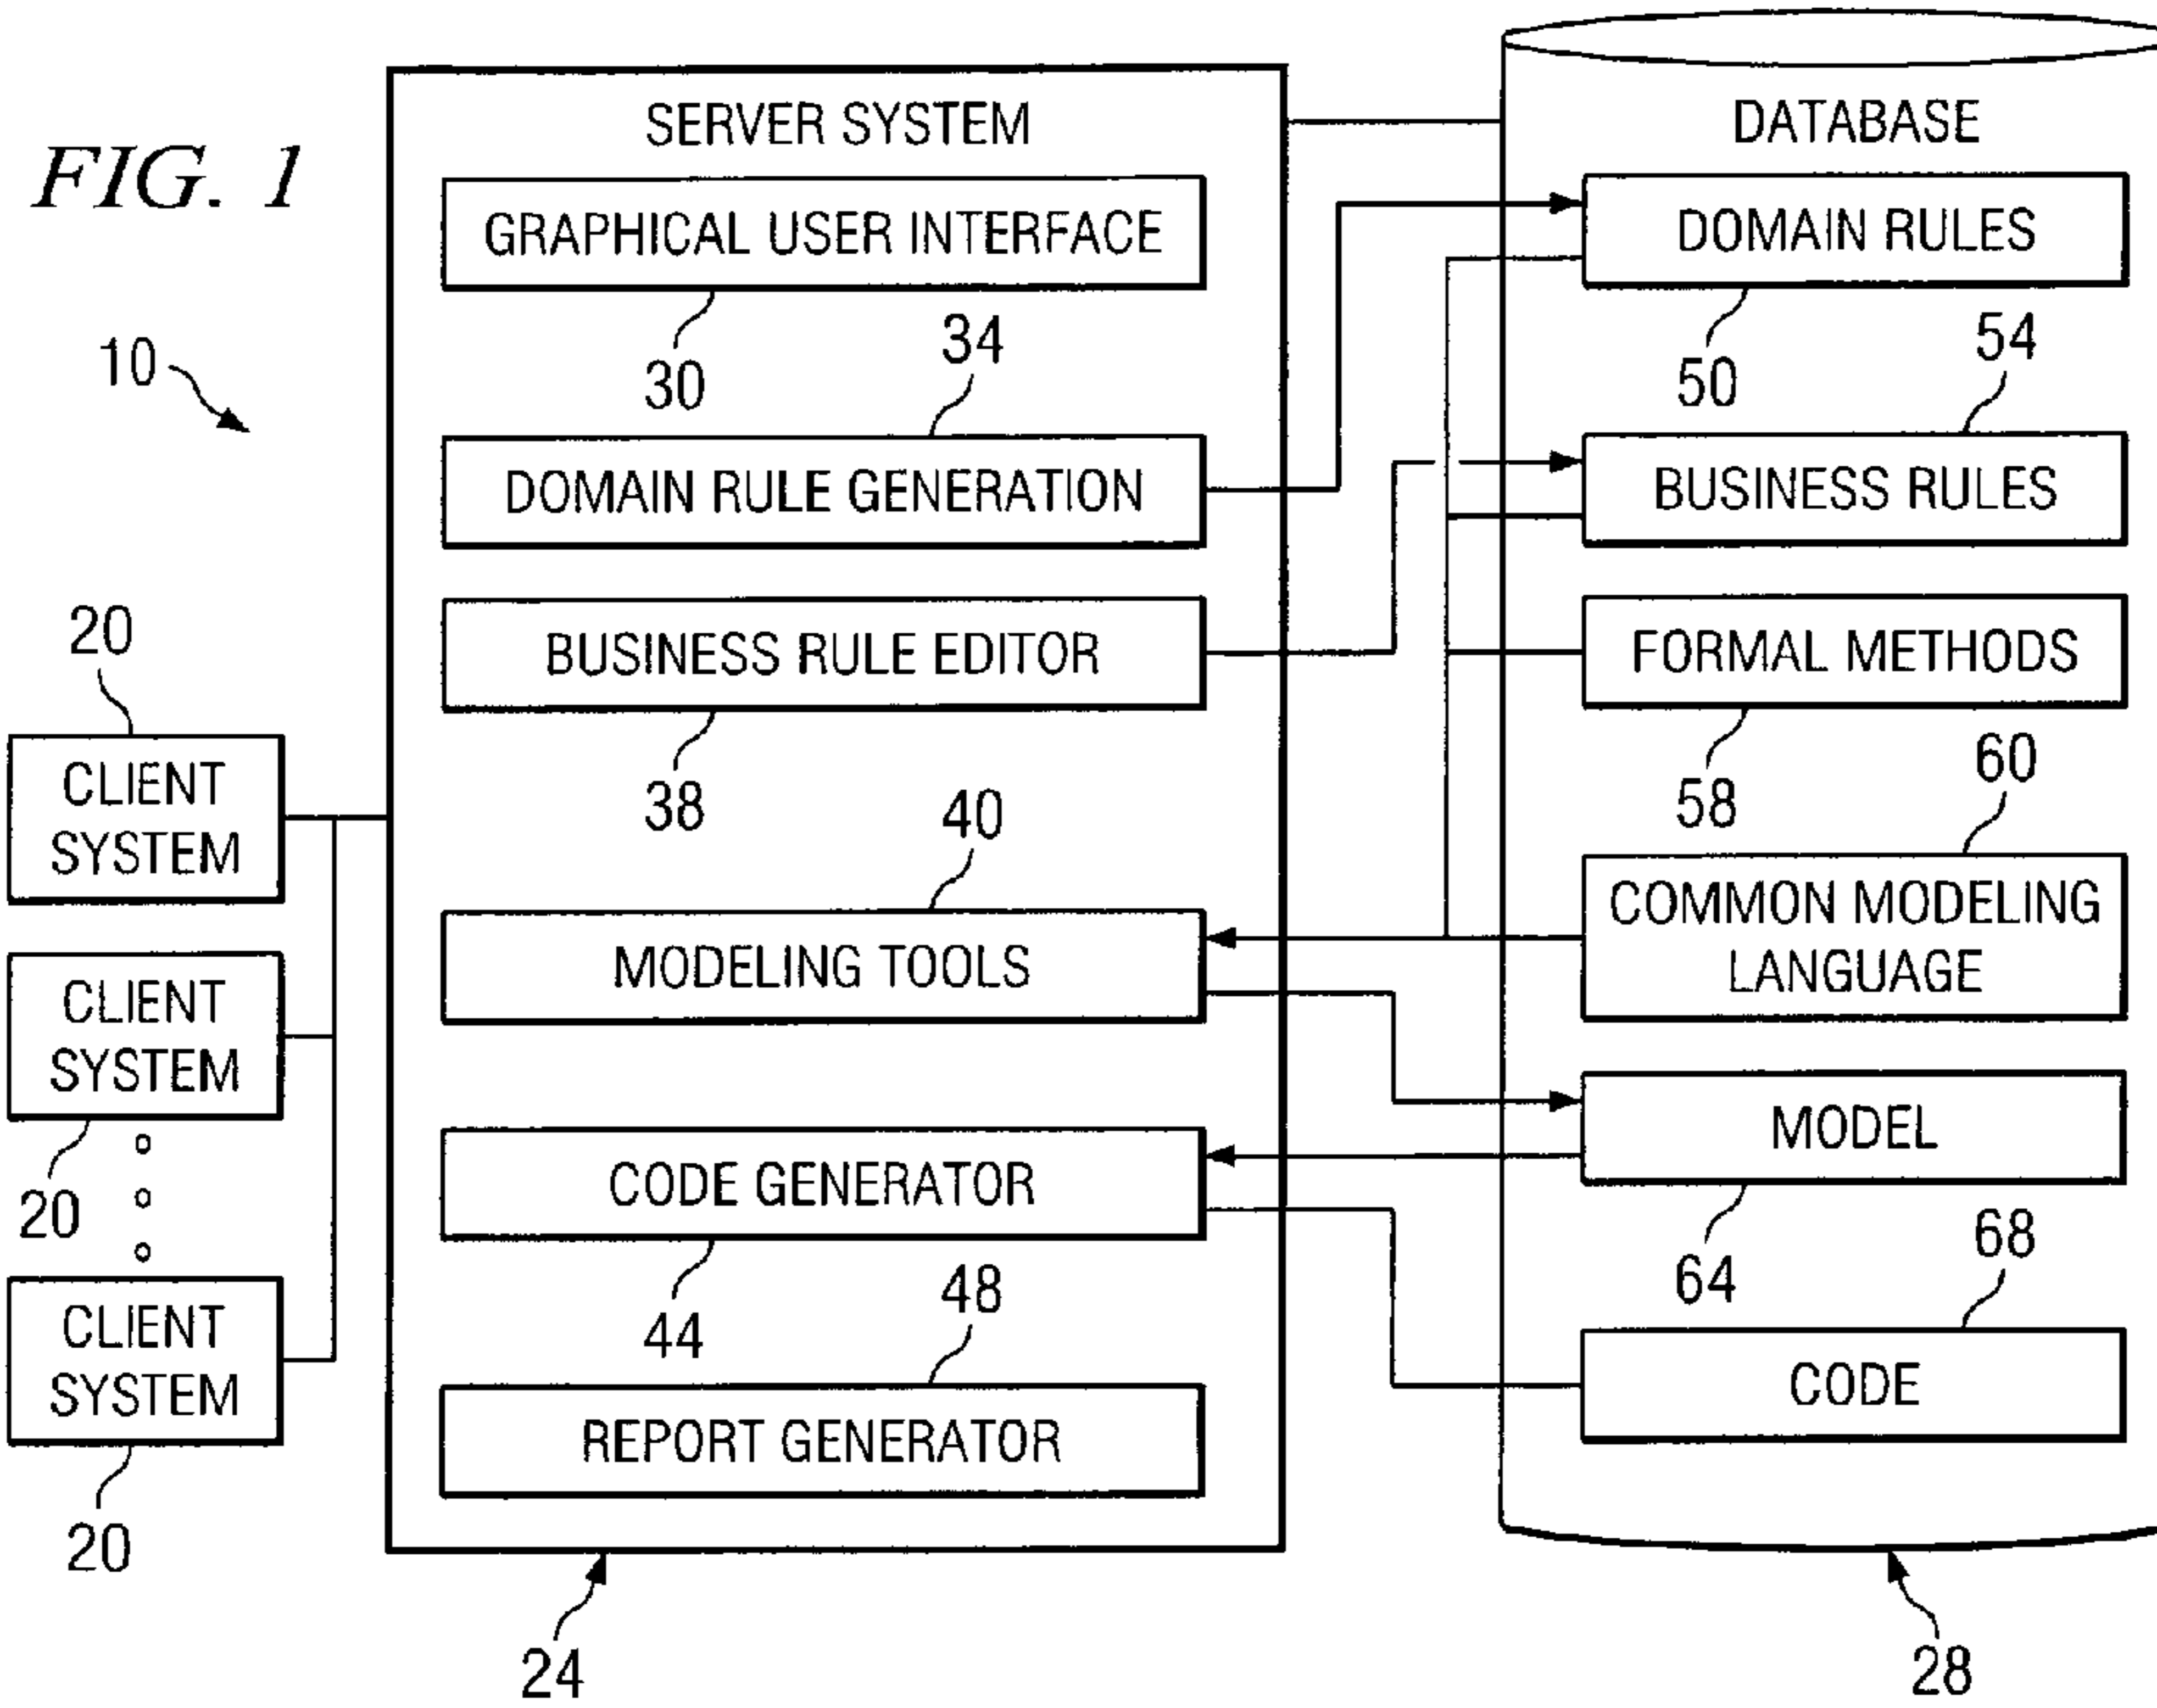 FIG. 1
10
SERVER SYSTEM
GRAPHICAL USER INTERFACE
30
34
DOMAIN RULE GENERATION
BUSINESS RULE EDITOR
38
40
MODELING TOOLS
CODE GENERATOR
44
48
REPORT GENERATOR
24
20
CLIENT
SYSTEM
CLIENT
SYSTEM
20
CLIENT
SYSTEM
20
DATABASE
DOMAIN RULES
50
54
BUSINESS RULES
FORMAL METHODS
58
60
COMMON MODELING
LANGUAGE
MODEL
64
68
CODE
28